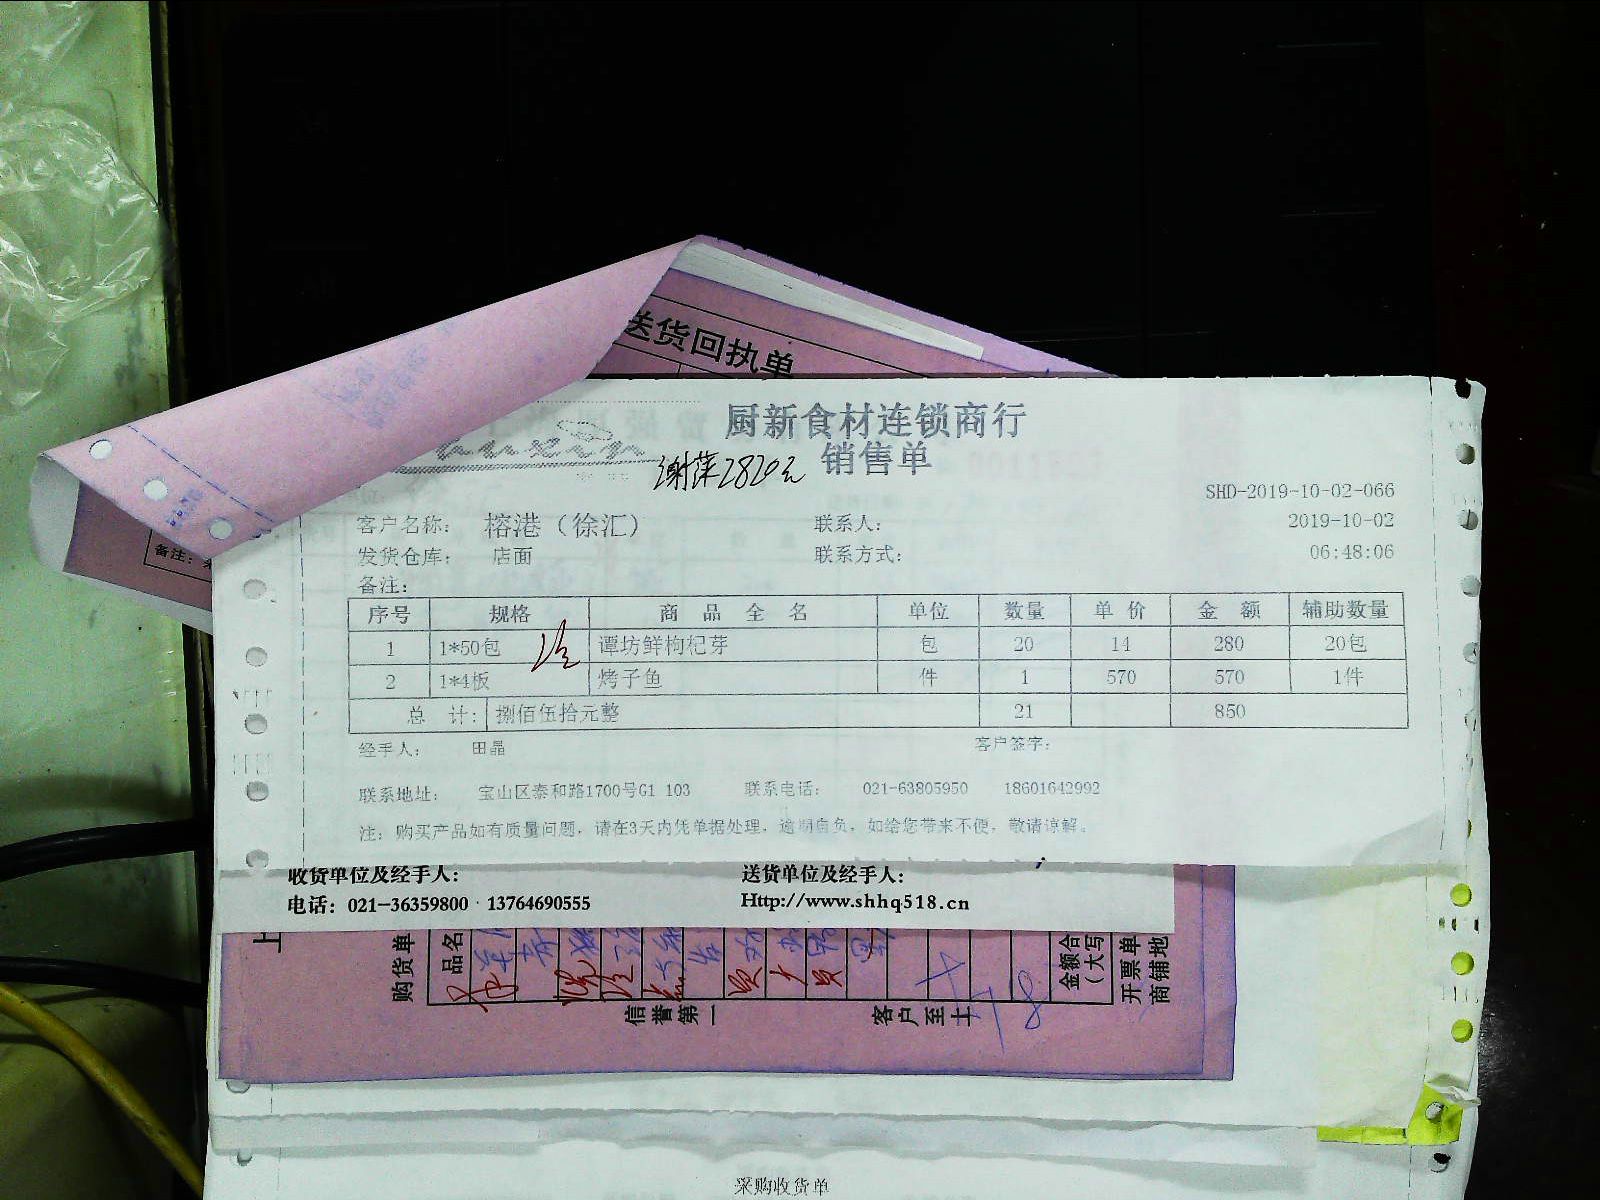 送货回执单
厨新食材连锁商行
销售单
谢萍2820元
SHD-2019-10-02-066
客户名称： 榕港（徐汇） 联系人： 2019-10-02
发货仓库： 店面 联系方式： 06:48:06
备注：
备注：
序号 规格 商品全名 单位 数量 单价 金额 辅助数量
1 1*50包 谭坊鲜枸杞芽 包 20 14 280 20包
2 1*4板 烤子鱼 件 1 570 570 1件
总计： 捌佰伍拾元整 21 850
经手人： 田晶 客户签字：
联系地址： 宝山区泰和路1700号G1 103 联系电话： 021-63805950 18601642992
注：购买产品如有质量问题，请在3天内凭单据处理，逾期自负，如给您带来不便，敬请谅解。
收货单位及经手人： 送货单位及经手人：
电话：021-36359800 13764690555 Http://www.shhq518.cn
上
购货单
品名
金额合
（大写
开票单
商铺地
信誉第一 客户至上
采购收货单